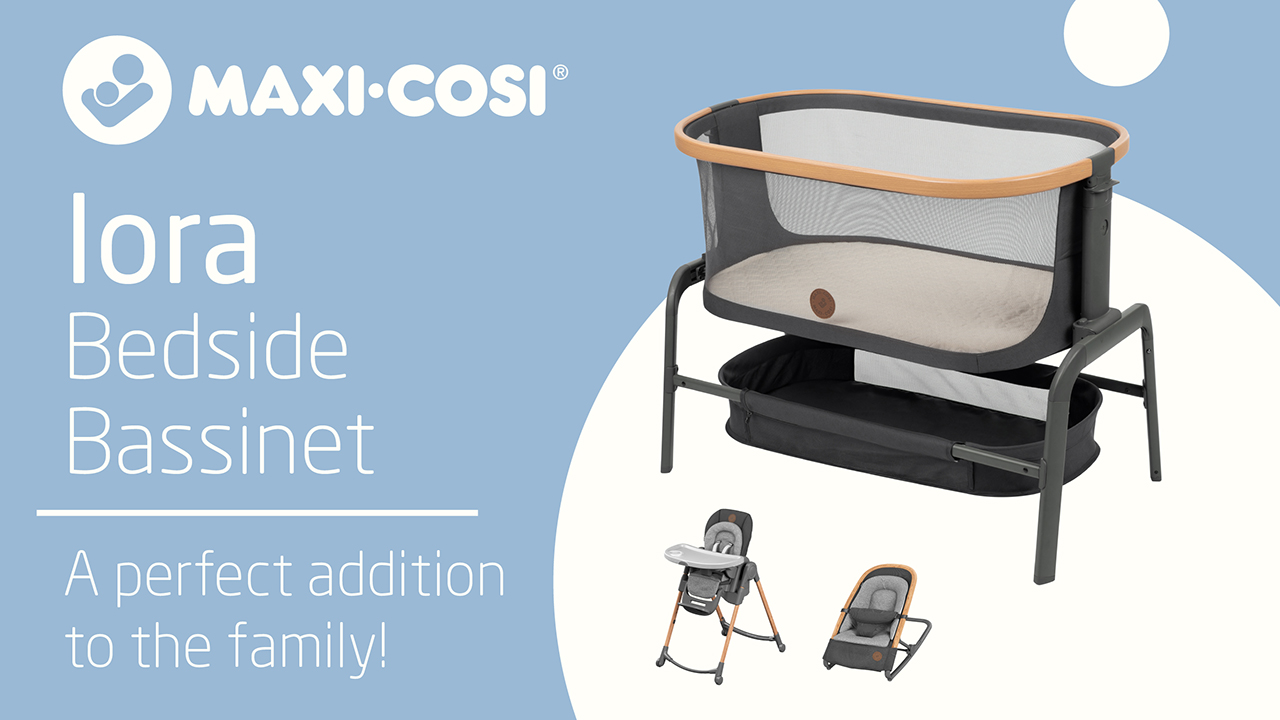 MAXI·COSI®
Iora
Bedside
Bassinet
A perfect addition
to the family!